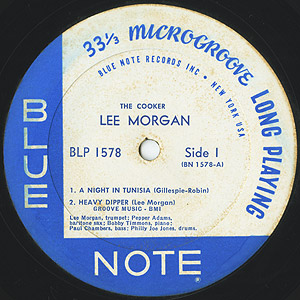 33⅓ MICROGROOVE LONG PLAYING
BLUE NOTE RECORDS INC • NEW YORK USA
THE COOKER
LEE MORGAN
BLP 1578 Side 1
(BN 1578-A)
1. A NIGHT IN TUNISIA (Gillespie-Robin)
2. HEAVY DIPPER (Lee Morgan)
GROOVE MUSIC - BMI
Lee Morgan, trumpet; Pepper Adams,
baritone sax; Bobby Timmons, piano;
Paul Chambers, bass; Philly Joe Jones, drums.
BLUE
NOTE
®